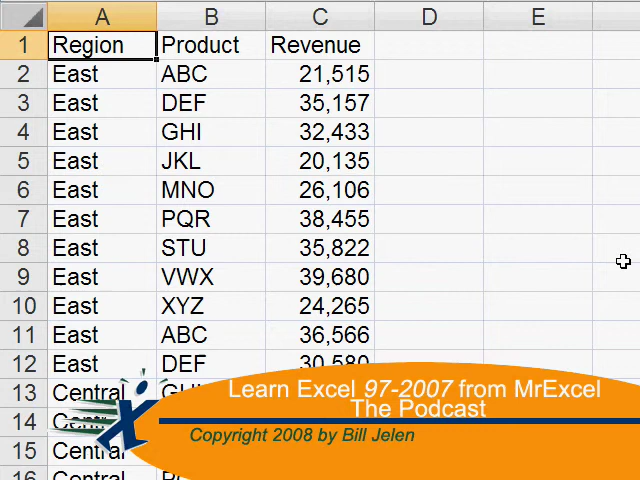 A B C D E
1 Region Product Revenue
2 East ABC 21,515
3 East DEF 35,157
4 East GHI 32,433
5 East JKL 20,135
6 East MNO 26,106
7 East PQR 38,455
8 East STU 35,822
9 East VWX 39,680
10 East XYZ 24,265
11 East ABC 36,566
12 East DEF 30,580
13 Central
14
15 Central
16 Central
Learn Excel 97-2007 from MrExcel
The Podcast
Copyright 2008 by Bill Jelen